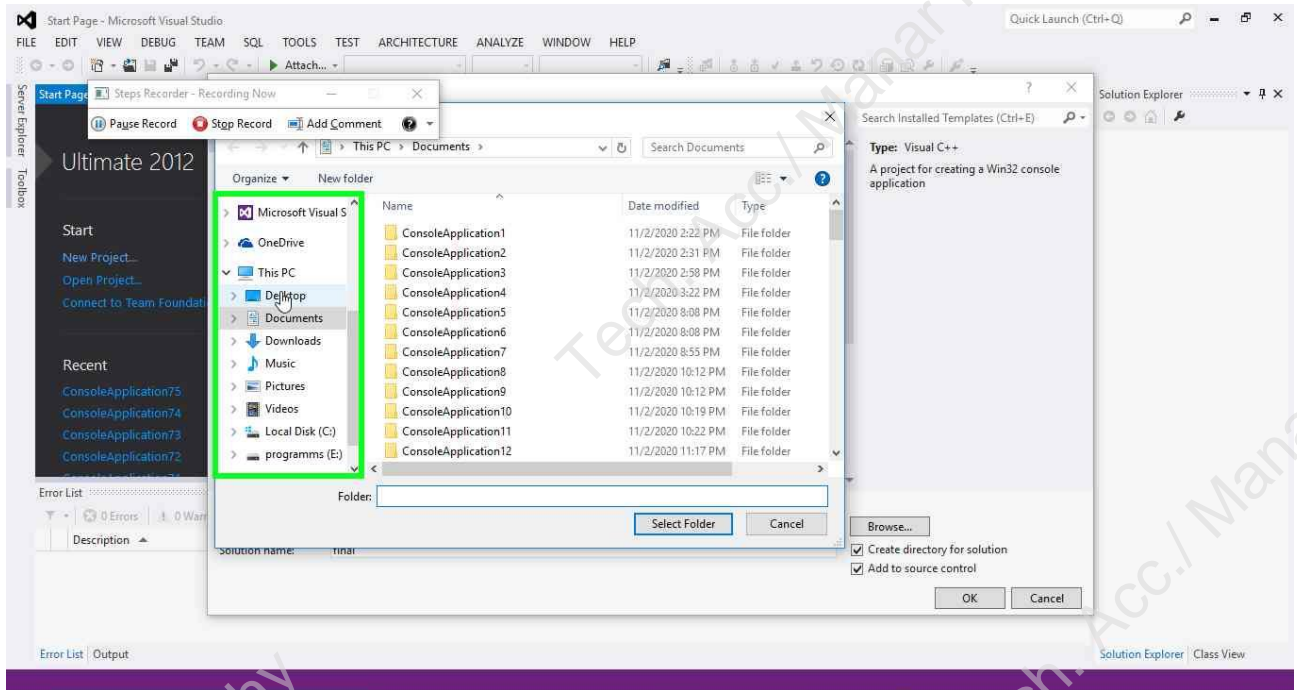 Start Page - Microsoft Visual Studio
Quick Launch (Ctrl+Q)
FILE EDIT VIEW DEBUG TEAM SQL TOOLS TEST ARCHITECTURE ANALYZE WINDOW HELP
Attach...
Server Explorer
Toolbox
Start Page
Steps Recorder - Recording Now
Pause Record Stop Record Add Comment
Ultimate 2012
Start
New Project...
Open Project...
Connect to Team Foundati
Recent
ConsoleApplication75
ConsoleApplication74
ConsoleApplication73
ConsoleApplication72
This PC > Documents >
Search Documents
Organize New folder
Microsoft Visual S
OneDrive
This PC
Desktop
Documents
Downloads
Music
Pictures
Videos
Local Disk (C:)
programms (E:)
Name Date modified Type
ConsoleApplication1 11/2/2020 2:22 PM File folder
ConsoleApplication2 11/2/2020 2:31 PM File folder
ConsoleApplication3 11/2/2020 2:58 PM File folder
ConsoleApplication4 11/2/2020 3:22 PM File folder
ConsoleApplication5 11/2/2020 8:08 PM File folder
ConsoleApplication6 11/2/2020 8:08 PM File folder
ConsoleApplication7 11/2/2020 8:55 PM File folder
ConsoleApplication8 11/2/2020 10:12 PM File folder
ConsoleApplication9 11/2/2020 10:12 PM File folder
ConsoleApplication10 11/2/2020 10:19 PM File folder
ConsoleApplication11 11/2/2020 10:22 PM File folder
ConsoleApplication12 11/2/2020 11:17 PM File folder
Folder:
Select Folder Cancel
Search Installed Templates (Ctrl+E)
Type: Visual C++
A project for creating a Win32 console
application
Solution name: final
Browse...
Create directory for solution
Add to source control
OK Cancel
Solution Explorer
Error List
0 Errors 0 Warn
Description
Error List Output
Solution Explorer Class View
Tech. Acc./ Manar
Tech. Acc./ Mana
by